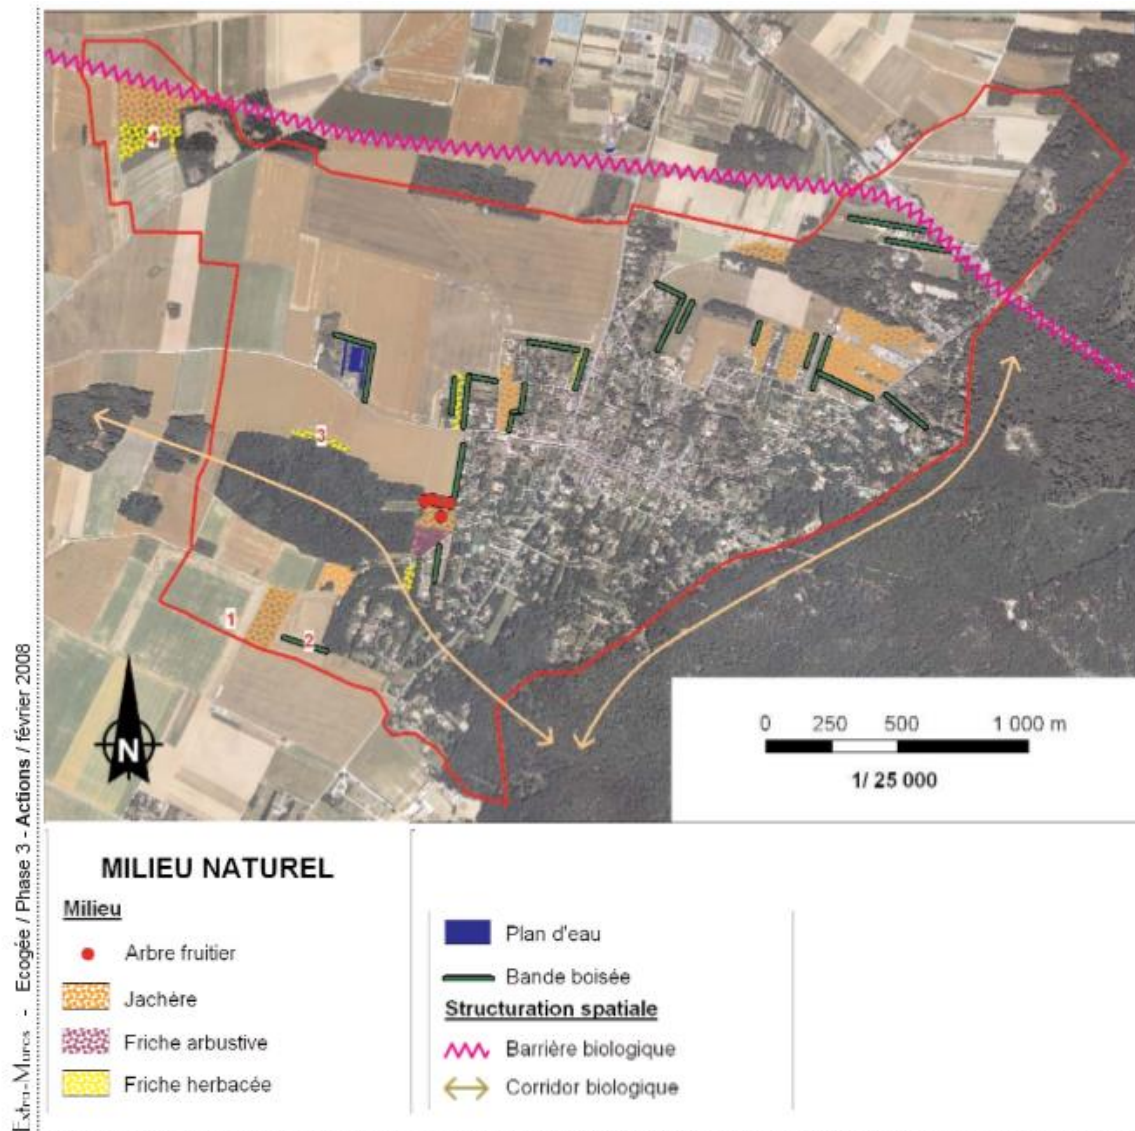 4
3
1
2
N
0 250 500 1 000 m
1/ 25 000
MILIEU NATUREL
Milieu
Arbre fruitier
Jachère
Friche arbustive
Friche herbacée
Plan d'eau
Bande boisée
Structuration spatiale
Barrière biologique
Corridor biologique
Extra-Muros - Ecogée / Phase 3 - Actions / février 2008